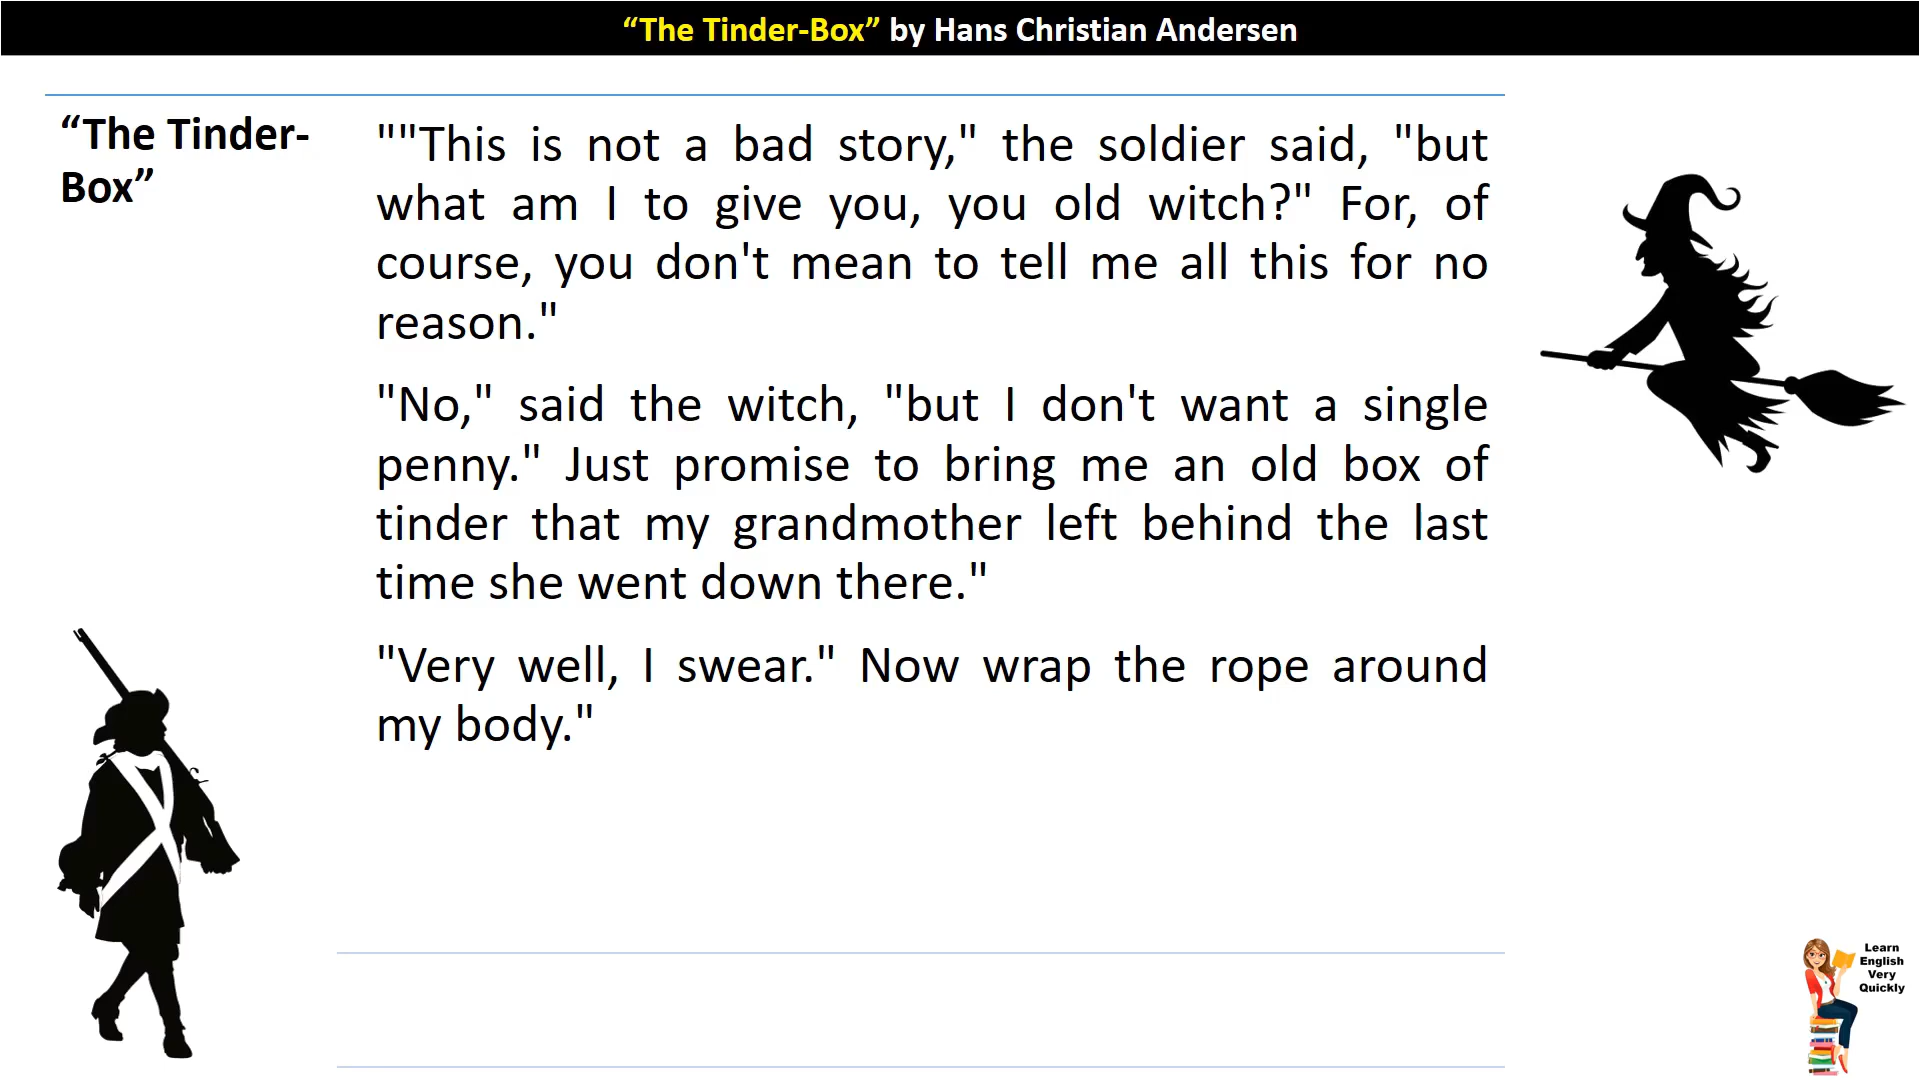 “The Tinder-Box” by Hans Christian Andersen
“The Tinder-
Box”
""This is not a bad story," the soldier said, "but
what am I to give you, you old witch?" For, of
course, you don't mean to tell me all this for no
reason."
"No," said the witch, "but I don't want a single
penny." Just promise to bring me an old box of
tinder that my grandmother left behind the last
time she went down there."
"Very well, I swear." Now wrap the rope around
my body."
Learn
English
Very
Quickly